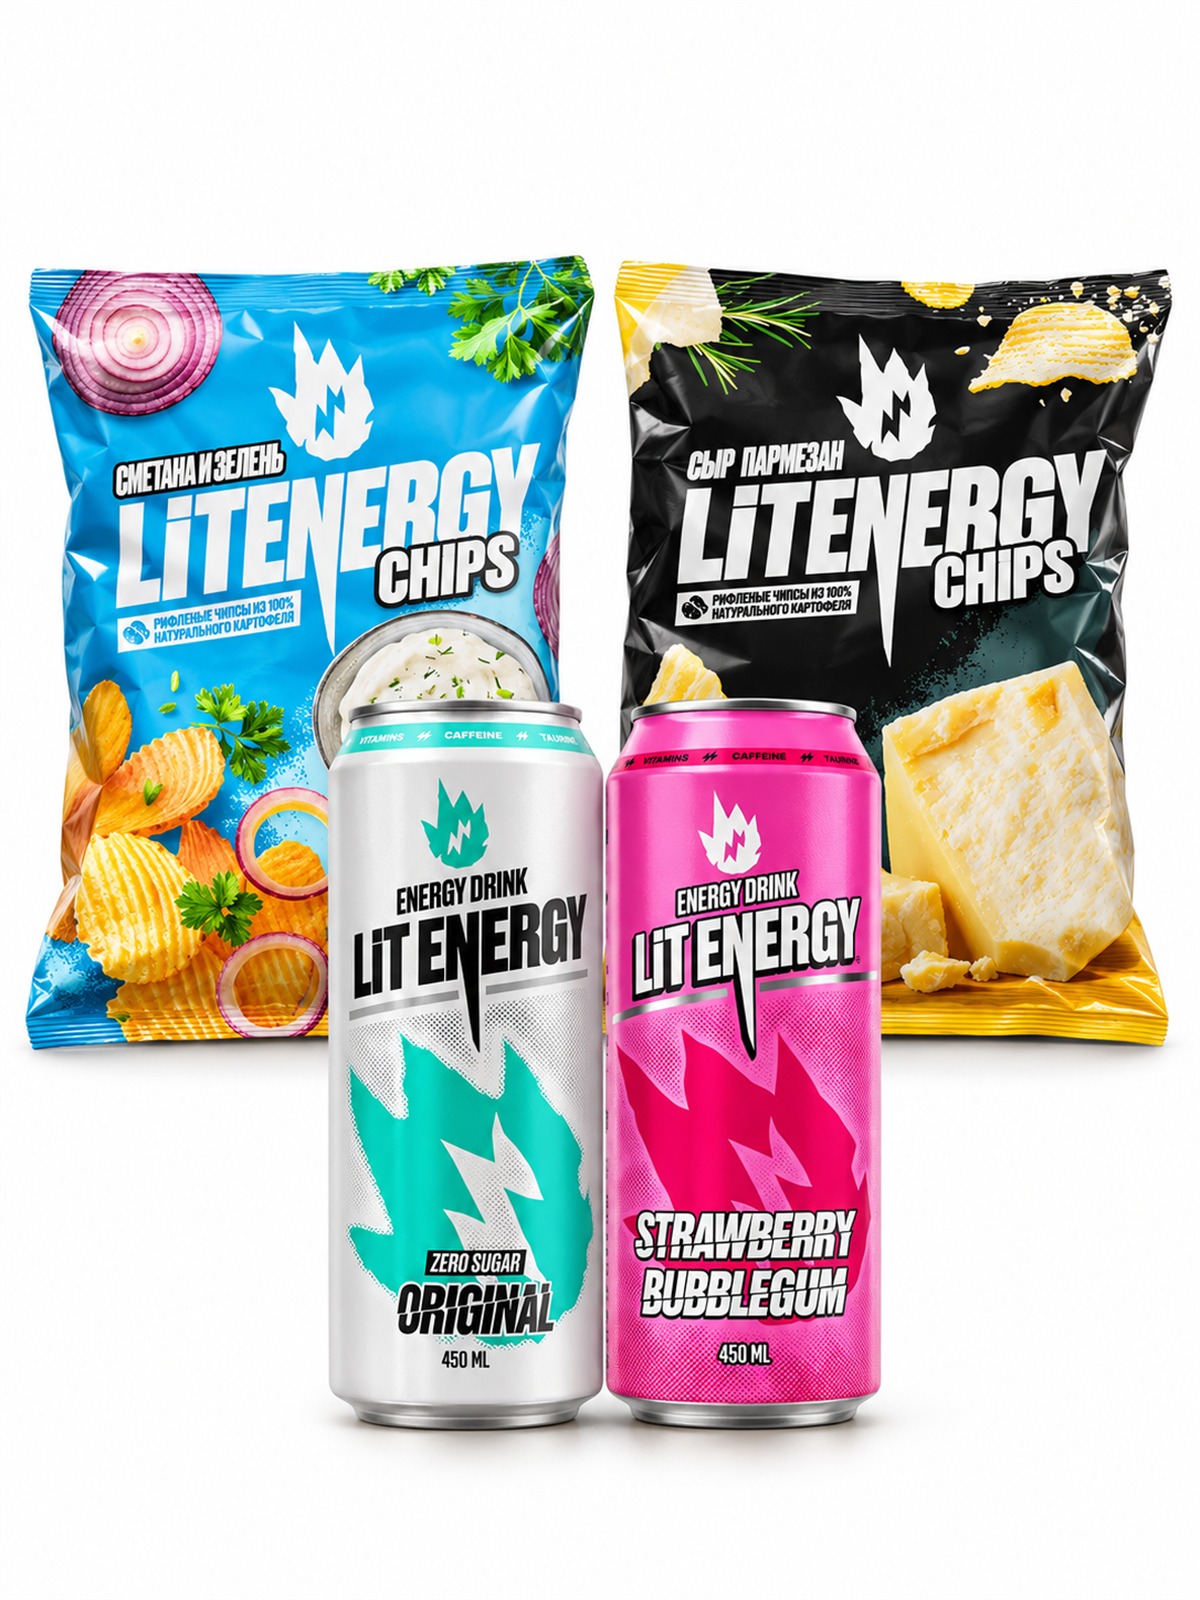 СМЕТАНА И ЗЕЛЕНЬ
LiTENERGY
CHIPS
РИФЛЕНЫЕ ЧИПСЫ ИЗ 100%
НАТУРАЛЬНОГО КАРТОФЕЛЯ
СЫР ПАРМЕЗАН
LiTENERGY
CHIPS
РИФЛЕНЫЕ ЧИПСЫ ИЗ 100%
НАТУРАЛЬНОГО КАРТОФЕЛЯ
VITAMINS CAFFEINE TAURINE
ENERGY DRINK
LiT ENERGY
ZERO SUGAR
ORIGINAL
450 ML
VITAMINS CAFFEINE TAURINE
ENERGY DRINK
LiT ENERGY
STRAWBERRY
BUBBLEGUM
450 ML